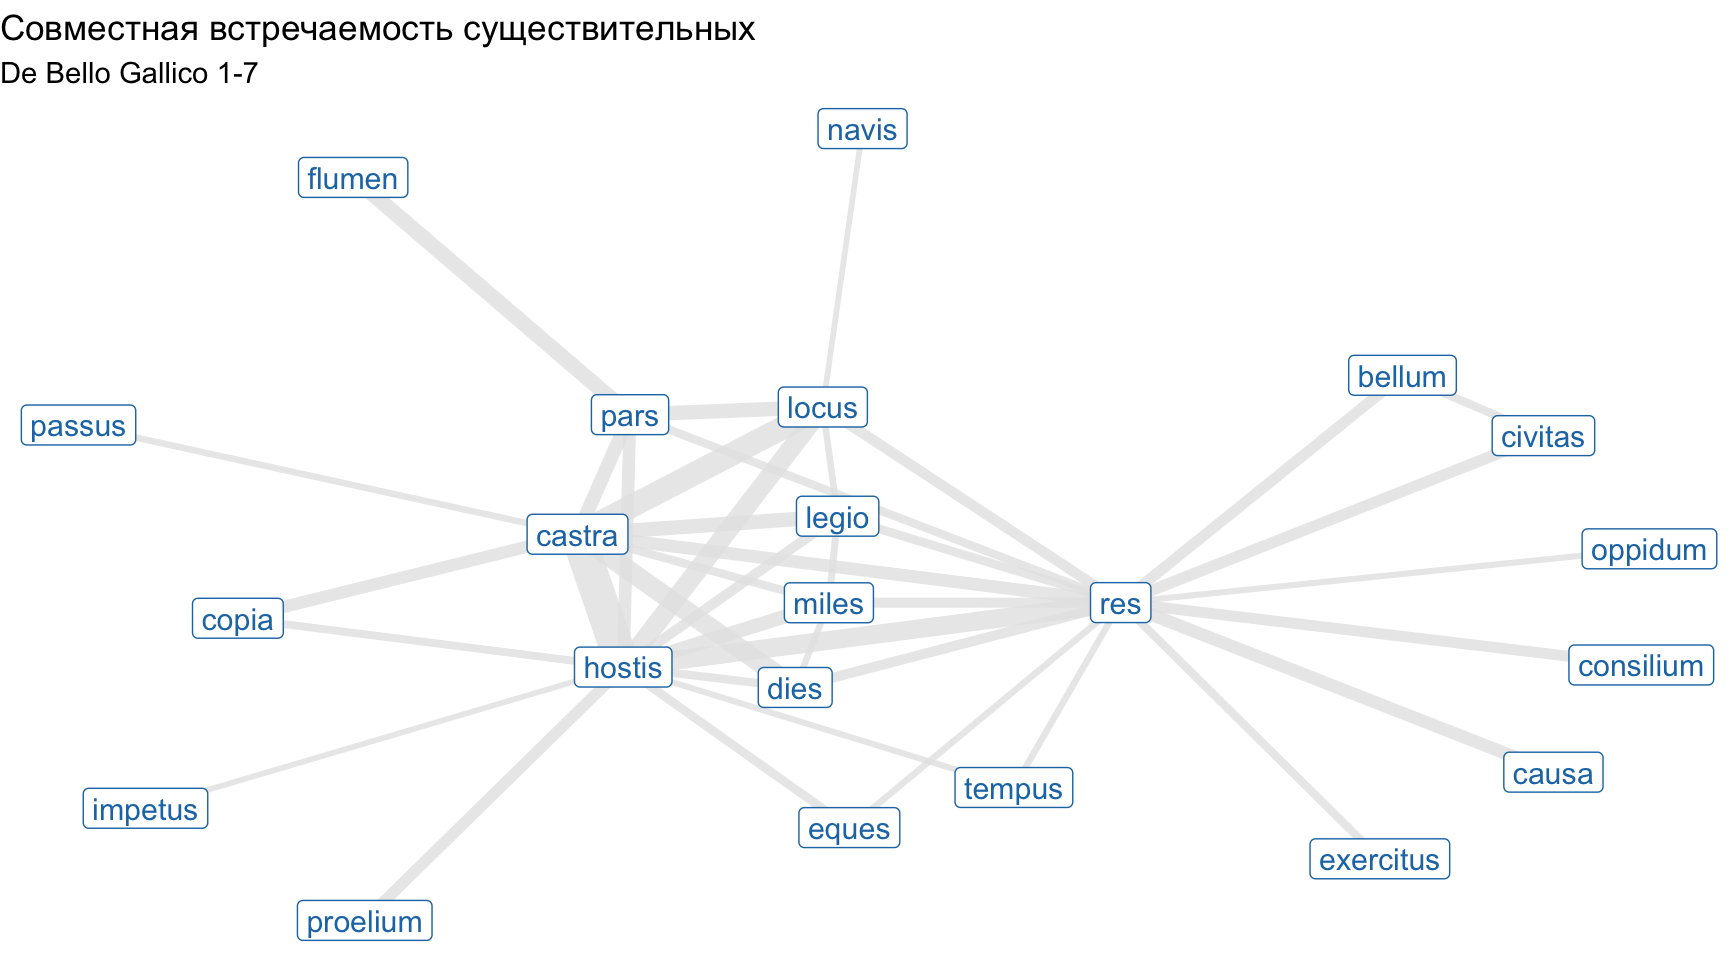 Совместная встречаемость существительных
De Bello Gallico 1-7
navis
flumen
bellum
locus
pars
passus
civitas
legio
castra
oppidum
miles
res
copia
hostis
consilium
dies
causa
tempus
impetus
eques
exercitus
proelium